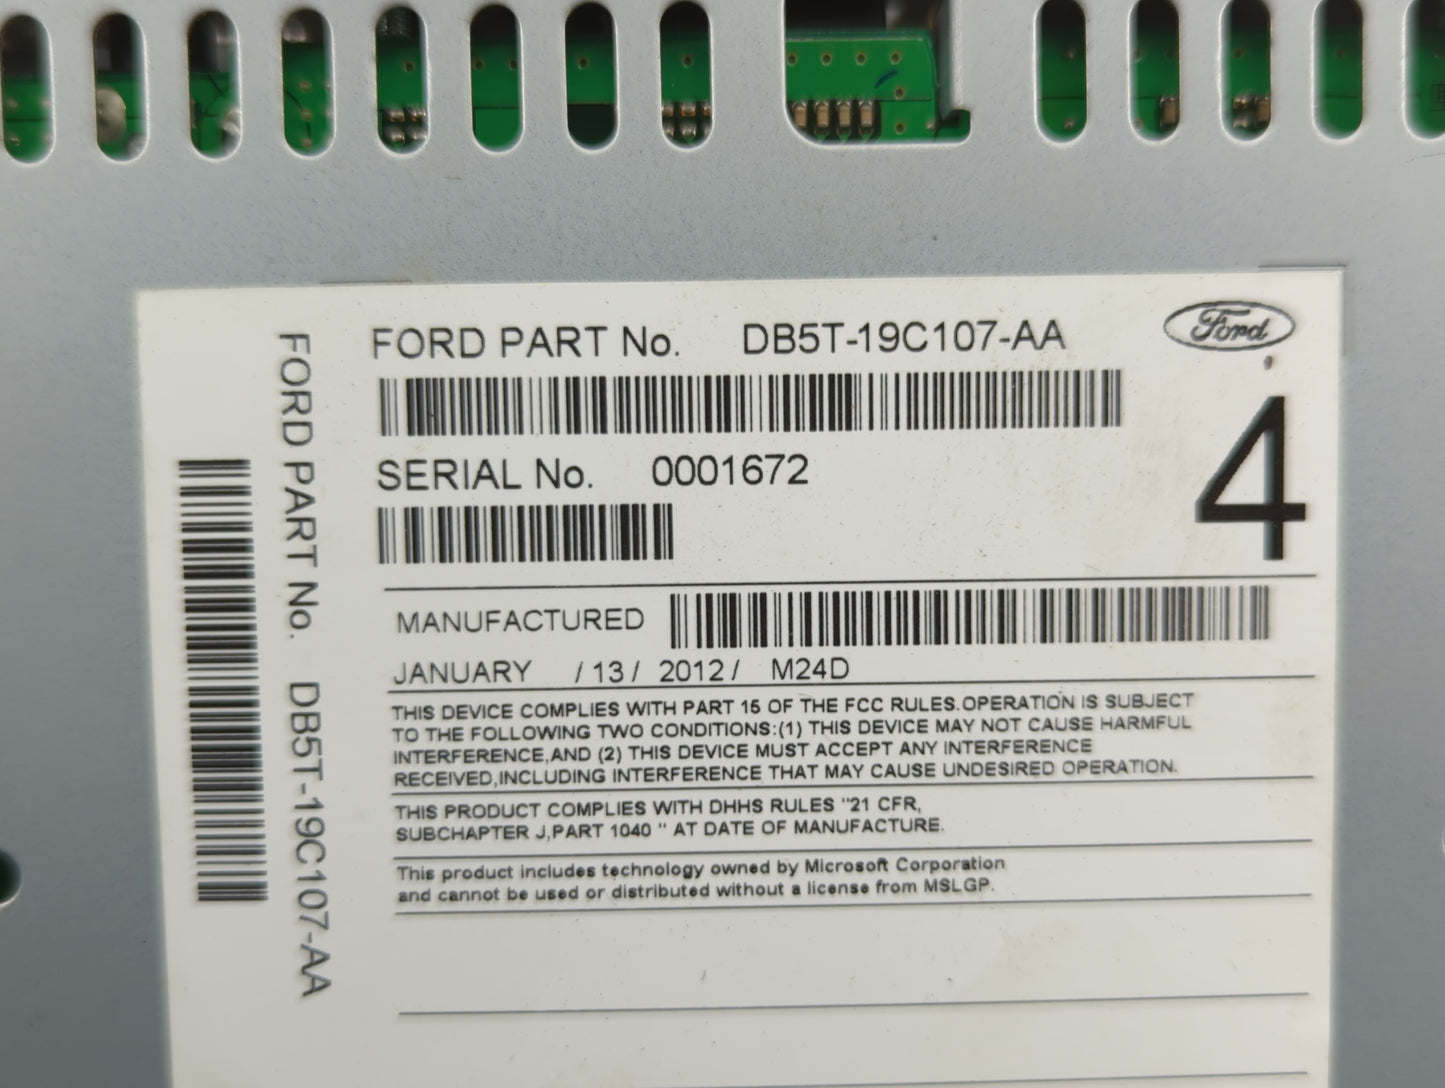 FORD PART No. DB5T-19C107-AA
Ford
4
SERIAL No. 0001672
MANUFACTURED
JANUARY / 13 / 2012 / M24D
THIS DEVICE COMPLIES WITH PART 15 OF THE FCC RULES.OPERATION IS SUBJECT
TO THE FOLLOWING TWO CONDITIONS:(1) THIS DEVICE MAY NOT CAUSE HARMFUL
INTERFERENCE,AND (2) THIS DEVICE MUST ACCEPT ANY INTERFERENCE
RECEIVED,INCLUDING INTERFERENCE THAT MAY CAUSE UNDESIRED OPERATION.
THIS PRODUCT COMPLIES WITH DHHS RULES "21 CFR,
SUBCHAPTER J,PART 1040 " AT DATE OF MANUFACTURE.
This product includes technology owned by Microsoft Corporation
and cannot be used or distributed without a license from MSLGP.
FORD PART No. DB5T-19C107-AA